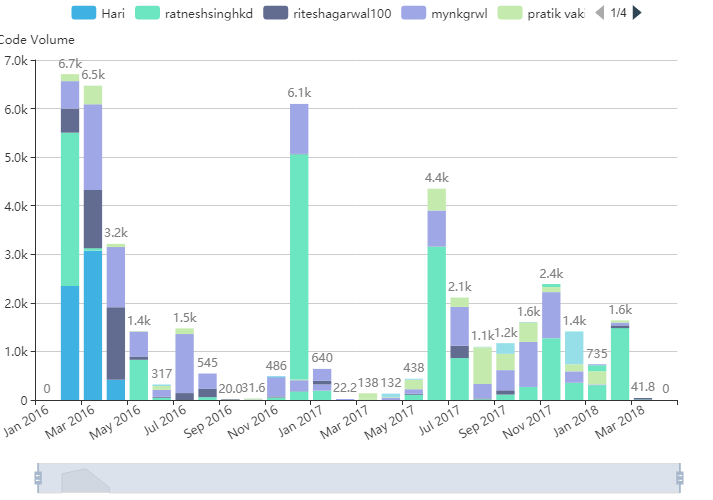 Hari ratneshsinghkd riteshagarwal100 mynkgrwl pratik vaki 1/4
Code Volume
7.0k
6.0k
5.0k
4.0k
3.0k
2.0k
1.0k
0
0 6.7k 6.5k 3.2k 1.4k 317 1.5k 545 20.0 31.6 486 6.1k 640 22.2 138 132 438 4.4k 2.1k 1.1k 1.2k 1.6k 2.4k 1.4k 735 1.6k 41.8 0
Jan 2016 Mar 2016 May 2016 Jul 2016 Sep 2016 Nov 2016 Jan 2017 Mar 2017 May 2017 Jul 2017 Sep 2017 Nov 2017 Jan 2018 Mar 2018